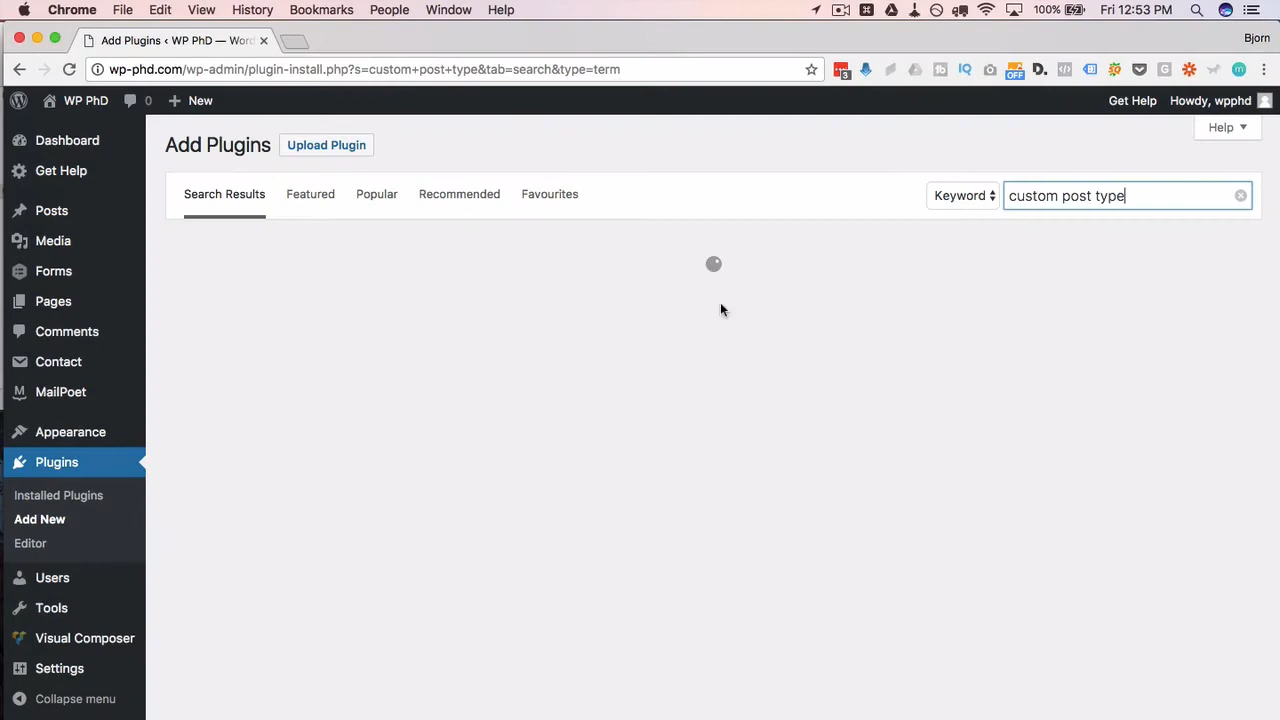 Chrome File Edit View History Bookmarks People Window Help 100% Fri 12:53 PM
Add Plugins ‹ WP PhD — Word
Bjorn
wp-phd.com/wp-admin/plugin-install.php?s=custom+post+type&tab=search&type=term
3 OFF D.
WP PhD 0 New Get Help Howdy, wpphd
Help
Add Plugins Upload Plugin
Search Results Featured Popular Recommended Favourites Keyword custom post type
Dashboard
Get Help
Posts
Media
Forms
Pages
Comments
Contact
MailPoet
Appearance
Plugins
Installed Plugins
Add New
Editor
Users
Tools
Visual Composer
Settings
Collapse menu